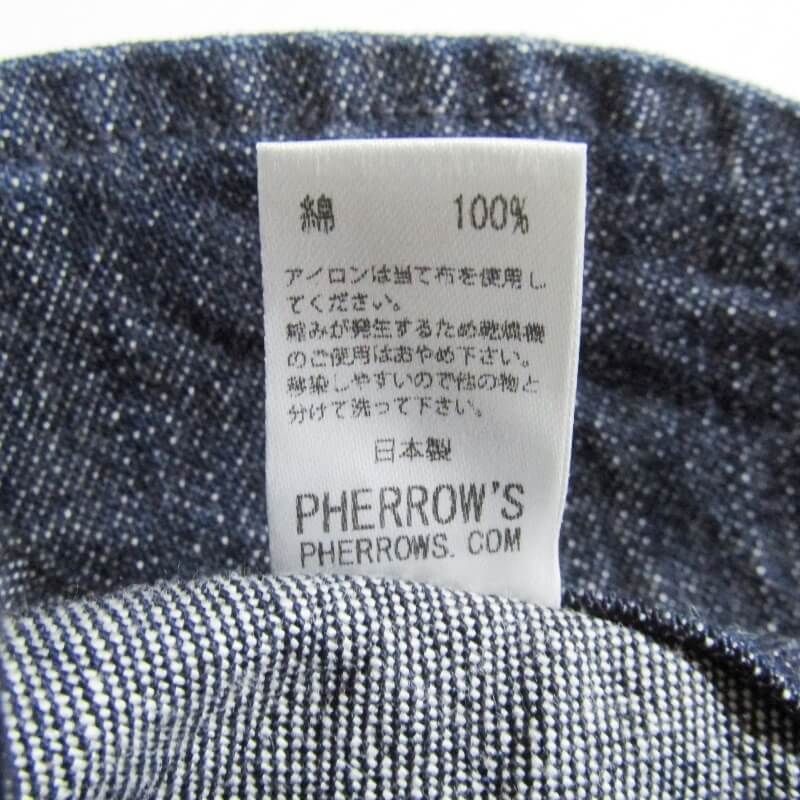 綿 100%
アイロンは当て布を使用し
てください。
縮みが発生するため乾燥機
のご使用はおやめ下さい。
移染しやすいので他の物と
分けて洗って下さい。
日本製
PHERROW'S
PHERROWS. COM